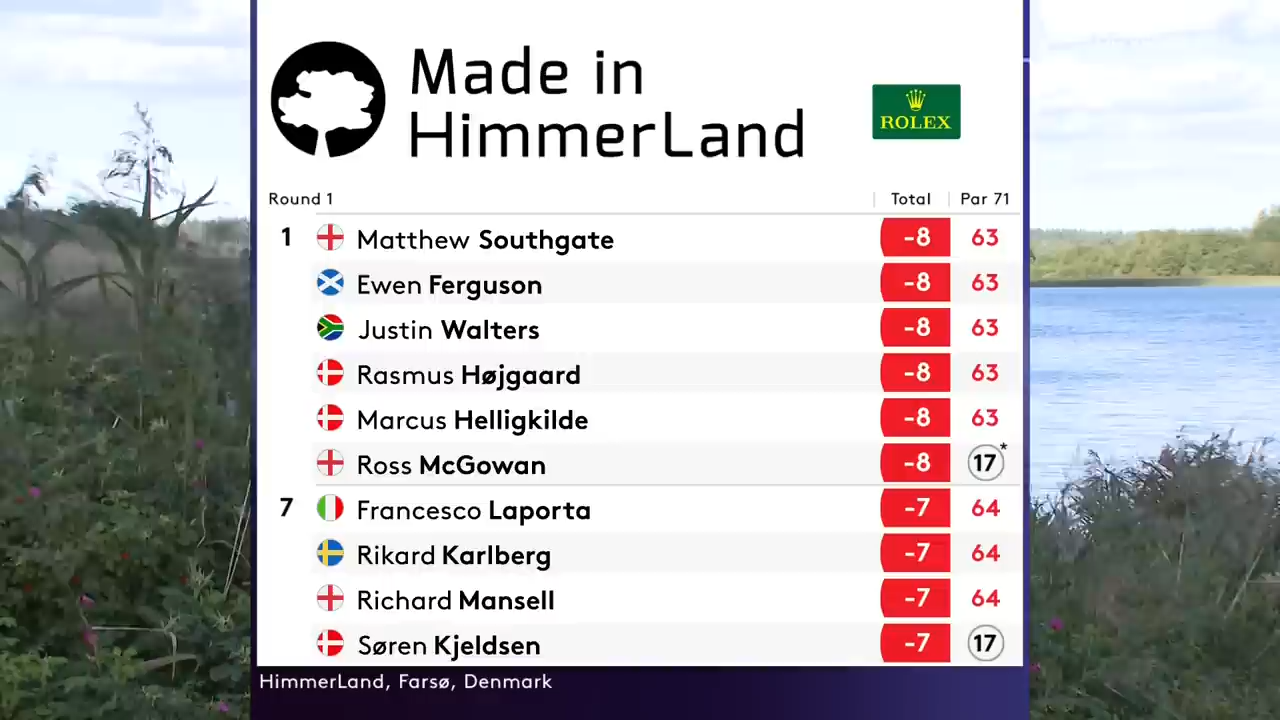 Made in
HimmerLand
ROLEX
Round 1 Total Par 71
1 Matthew Southgate -8 63
Ewen Ferguson -8 63
Justin Walters -8 63
Rasmus Højgaard -8 63
Marcus Helligkilde -8 63
Ross McGowan -8 17*
7 Francesco Laporta -7 64
Rikard Karlberg -7 64
Richard Mansell -7 64
Søren Kjeldsen -7 17
HimmerLand, Farsø, Denmark